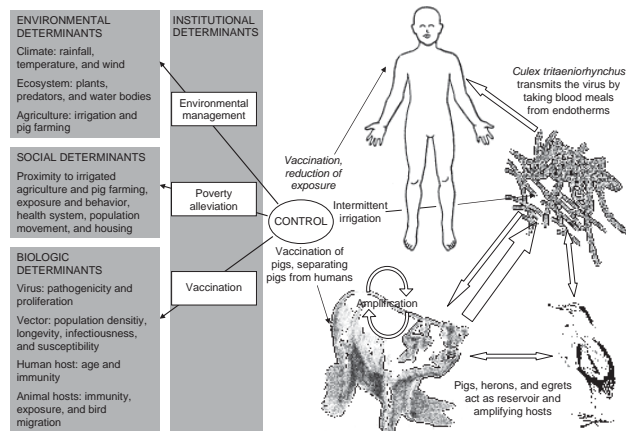 ENVIRONMENTAL
DETERMINANTS
Climate: rainfall,
temperature, and wind
Ecosystem: plants,
predators, and water bodies
Agriculture: irrigation and
pig farming
SOCIAL DETERMINANTS
Proximity to irrigated
agriculture and pig farming,
exposure and behavior,
health system, population
movement, and housing
BIOLOGIC
DETERMINANTS
Virus: pathogenicity and
proliferation
Vector: population densitiy,
longevity, infectiousness,
and susceptibility
Human host: age and
immunity
Animal hosts: immunity,
exposure, and bird
migration
INSTITUTIONAL
DETERMINANTS
Environmental
management
Poverty
alleviation
Vaccination
CONTROL
Vaccination,
reduction of
exposure
Intermittent
irrigation
Vaccination of
pigs, separating
pigs from humans
Culex tritaeniorhynchus
transmits the virus by
taking blood meals
from endotherms
Amplification
Pigs, herons, and egrets
act as reservoir and
amplifying hosts